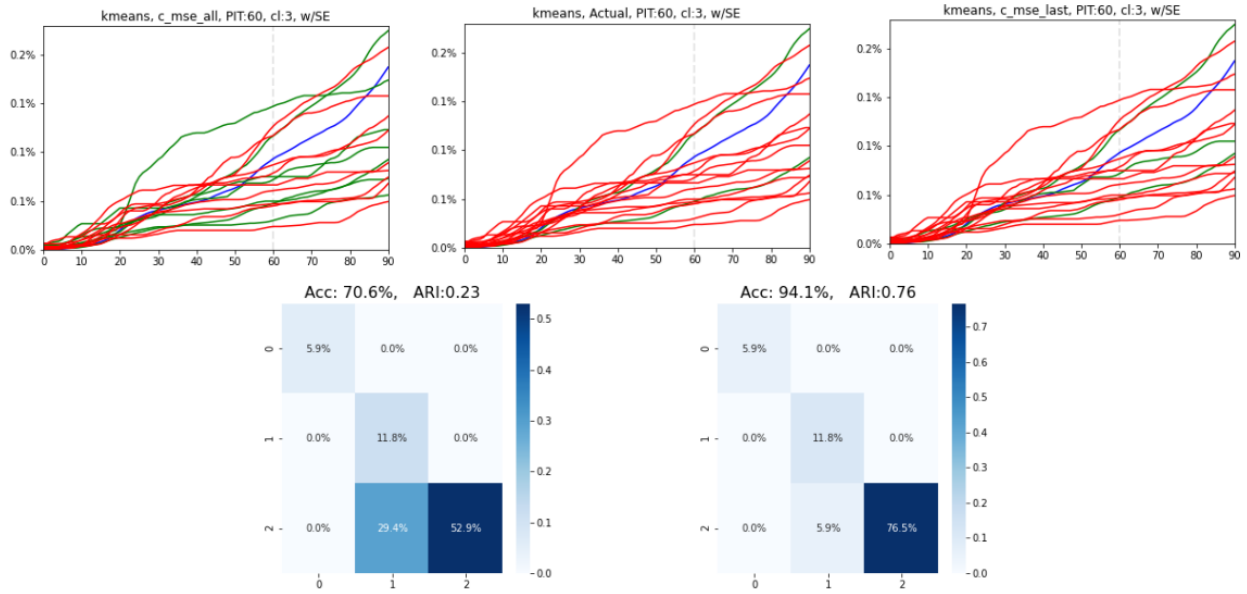 kmeans, c_mse_all, PIT:60, cl:3, w/SE
0.2%
0.1%
0.1%
0.1%
0.0%
0 10 20 30 40 50 60 70 80 90
kmeans, Actual, PIT:60, cl:3, w/SE
0.2%
0.1%
0.1%
0.1%
0.0%
0 10 20 30 40 50 60 70 80 90
kmeans, c_mse_last, PIT:60, cl:3, w/SE
0.2%
0.1%
0.1%
0.1%
0.0%
0 10 20 30 40 50 60 70 80 90
Acc: 70.6%, ARI:0.23
0 5.9% 0.0% 0.0%
1 0.0% 11.8% 0.0%
2 0.0% 29.4% 52.9%
0 1 2
0.5
0.4
0.3
0.2
0.1
0.0
Acc: 94.1%, ARI:0.76
0 5.9% 0.0% 0.0%
1 0.0% 11.8% 0.0%
2 0.0% 5.9% 76.5%
0 1 2
0.7
0.6
0.5
0.4
0.3
0.2
0.1
0.0